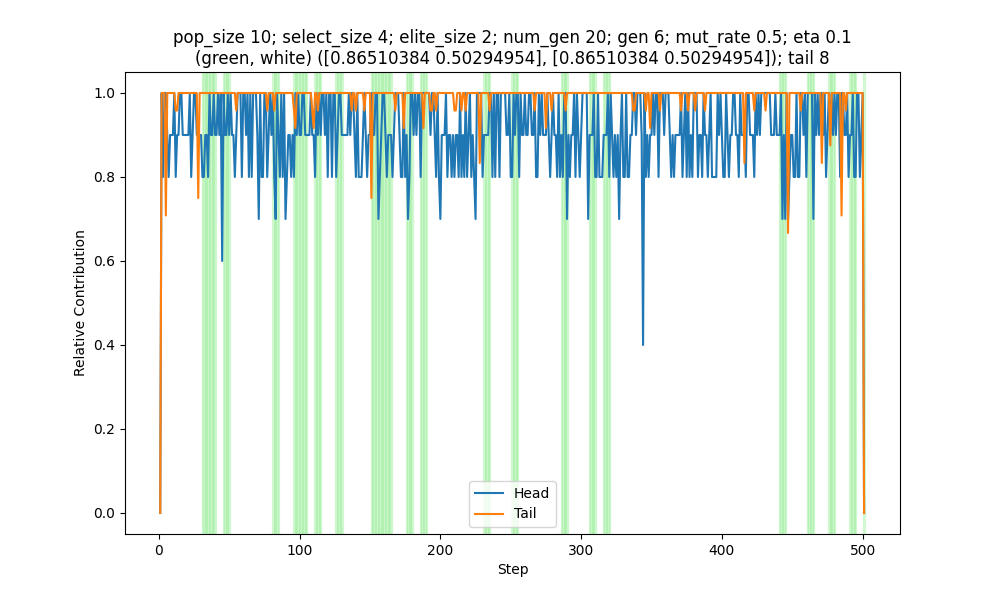 pop_size 10; select_size 4; elite_size 2; num_gen 20; gen 6; mut_rate 0.5; eta 0.1
(green, white) ([0.86510384 0.50294954], [0.86510384 0.50294954]); tail 8
1.0
0.8
0.6
0.4
0.2
0.0
Relative Contribution
Head
Tail
0 100 200 300 400 500
Step